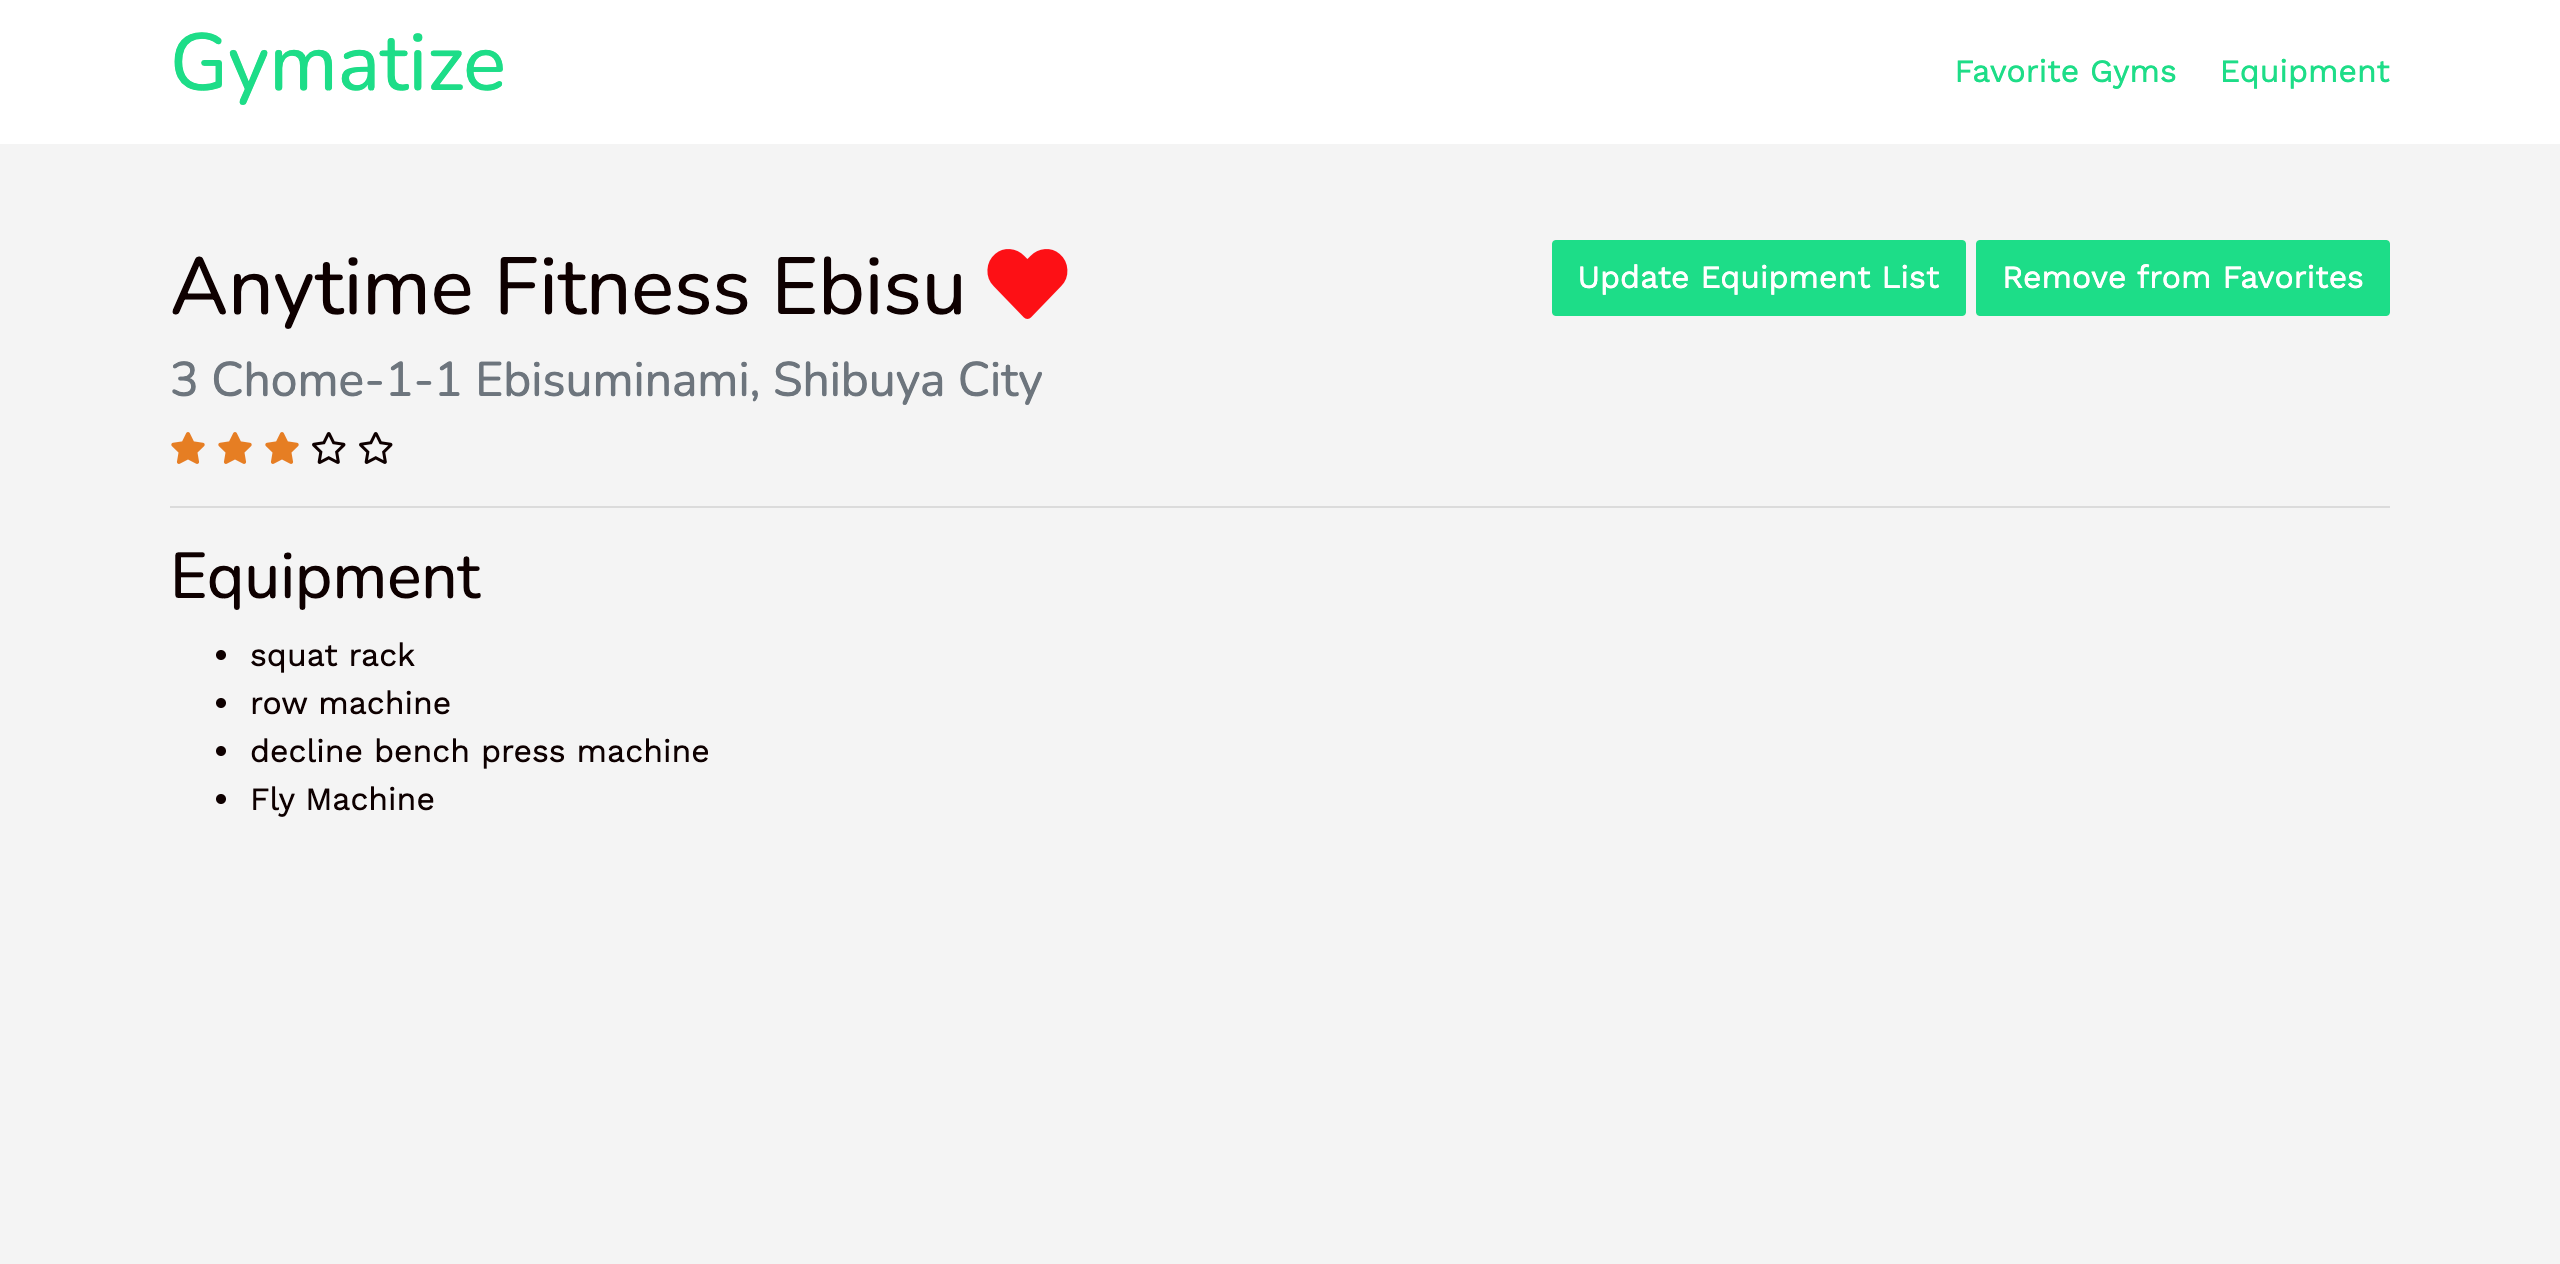 Gymatize
Favorite Gyms Equipment
Anytime Fitness Ebisu
Update Equipment List Remove from Favorites
3 Chome-1-1 Ebisuminami, Shibuya City
Equipment
squat rack
row machine
decline bench press machine
Fly Machine